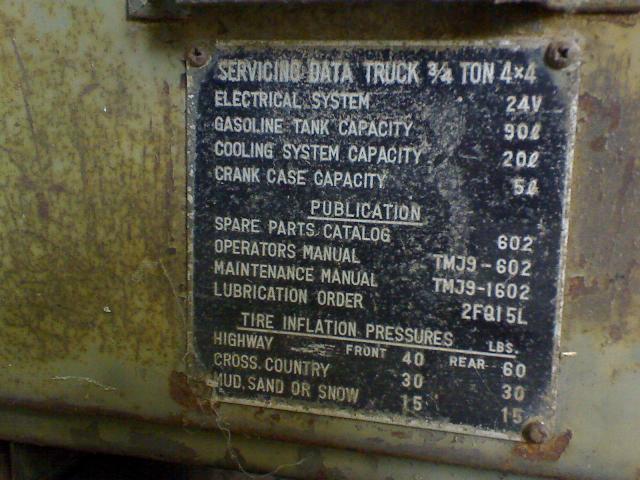 SERVICING DATA TRUCK 3/4 TON 4×4
ELECTRICAL SYSTEM 24V
GASOLINE TANK CAPACITY 90ℓ
COOLING SYSTEM CAPACITY 20ℓ
CRANK CASE CAPACITY 5ℓ
PUBLICATION
SPARE PARTS CATALOG 602
OPERATORS MANUAL TMJ9-602
MAINTENANCE MANUAL TMJ9-1602
LUBRICATION ORDER 2FQ15L
TIRE INFLATION PRESSURES LBS.
HIGHWAY FRONT 40 REAR 60
CROSS COUNTRY 30 30
MUD, SAND OR SNOW 15 15